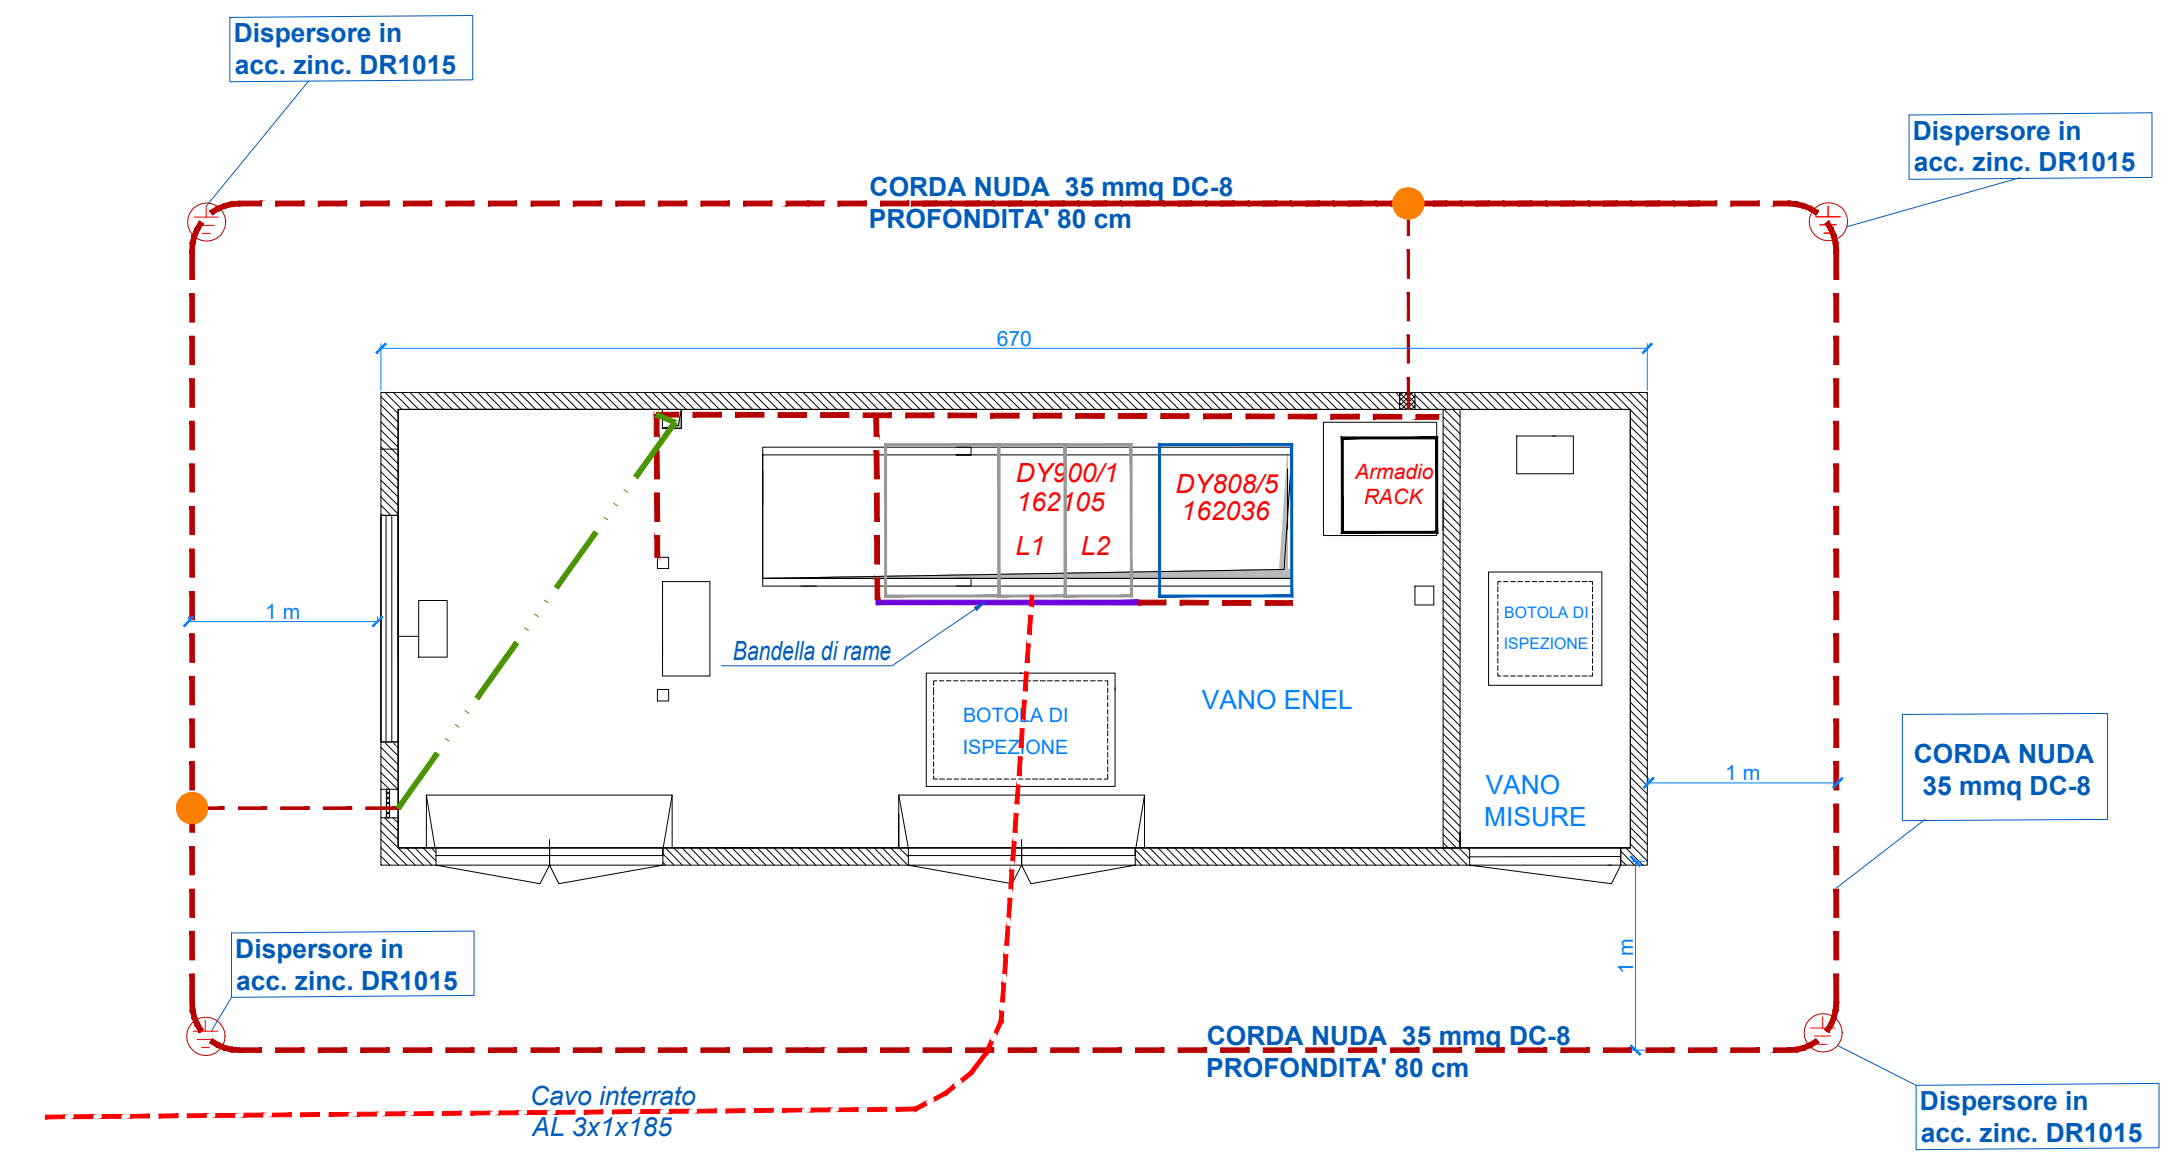 Dispersore in
acc. zinc. DR1015
Dispersore in
acc. zinc. DR1015
CORDA NUDA  35 mmq DC-8
PROFONDITA' 80 cm
670
DY900/1
162105
L1
L2
DY808/5
162036
Armadio
RACK
1 m
Bandella di rame
BOTOLA DI
ISPEZIONE
VANO ENEL
BOTOLA DI
ISPEZIONE
VANO
MISURE
1 m
CORDA NUDA
35 mmq DC-8
Dispersore in
acc. zinc. DR1015
1 m
CORDA NUDA  35 mmq DC-8
PROFONDITA' 80 cm
Cavo interrato
AL 3x1x185
Dispersore in
acc. zinc. DR1015